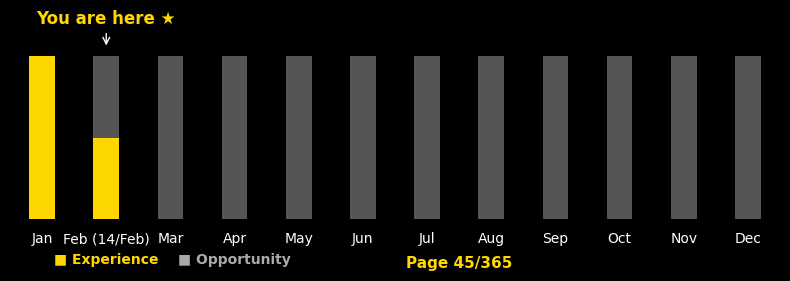 You are here ★
Jan Feb (14/Feb) Mar Apr May Jun Jul Aug Sep Oct Nov Dec
■ Experience ■ Opportunity Page 45/365